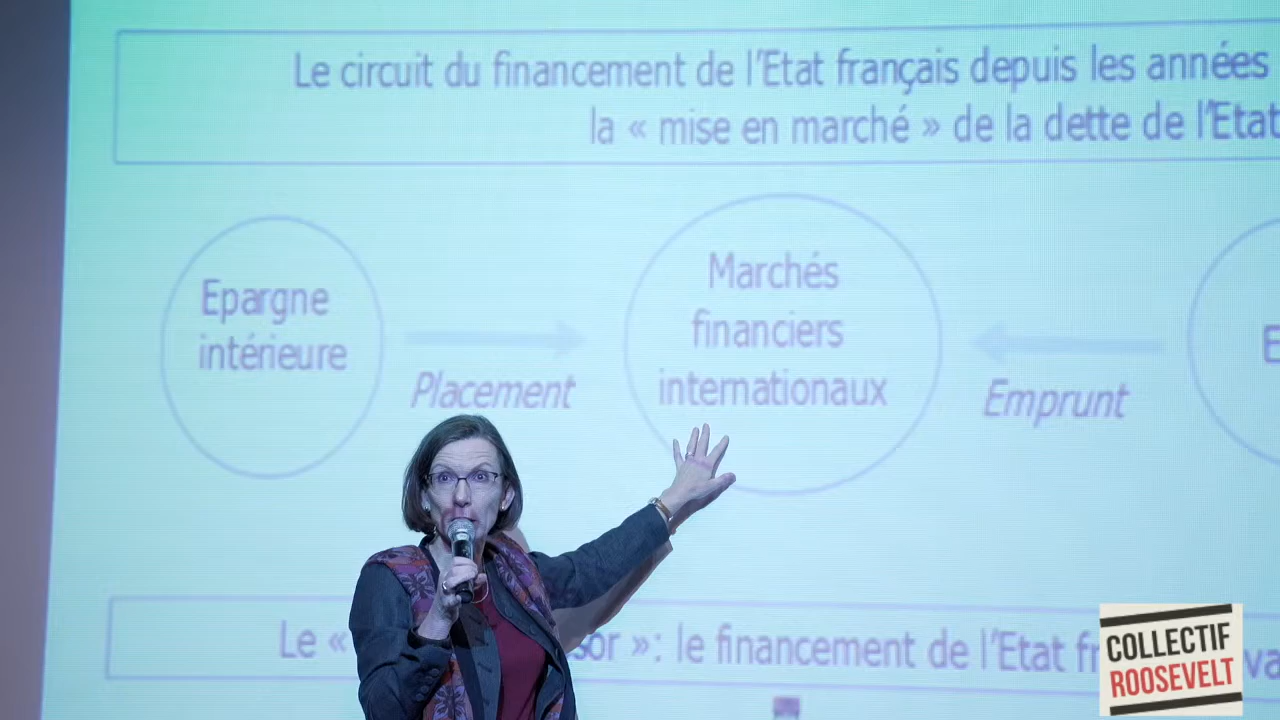 Le circuit du financement de l'Etat français depuis les années
la « mise en marché » de la dette de l'Etat
Epargne
intérieure
Placement
Marchés
financiers
internationaux
Emprunt
Le « : le financement de l'Etat
COLLECTIF
ROOSEVELT